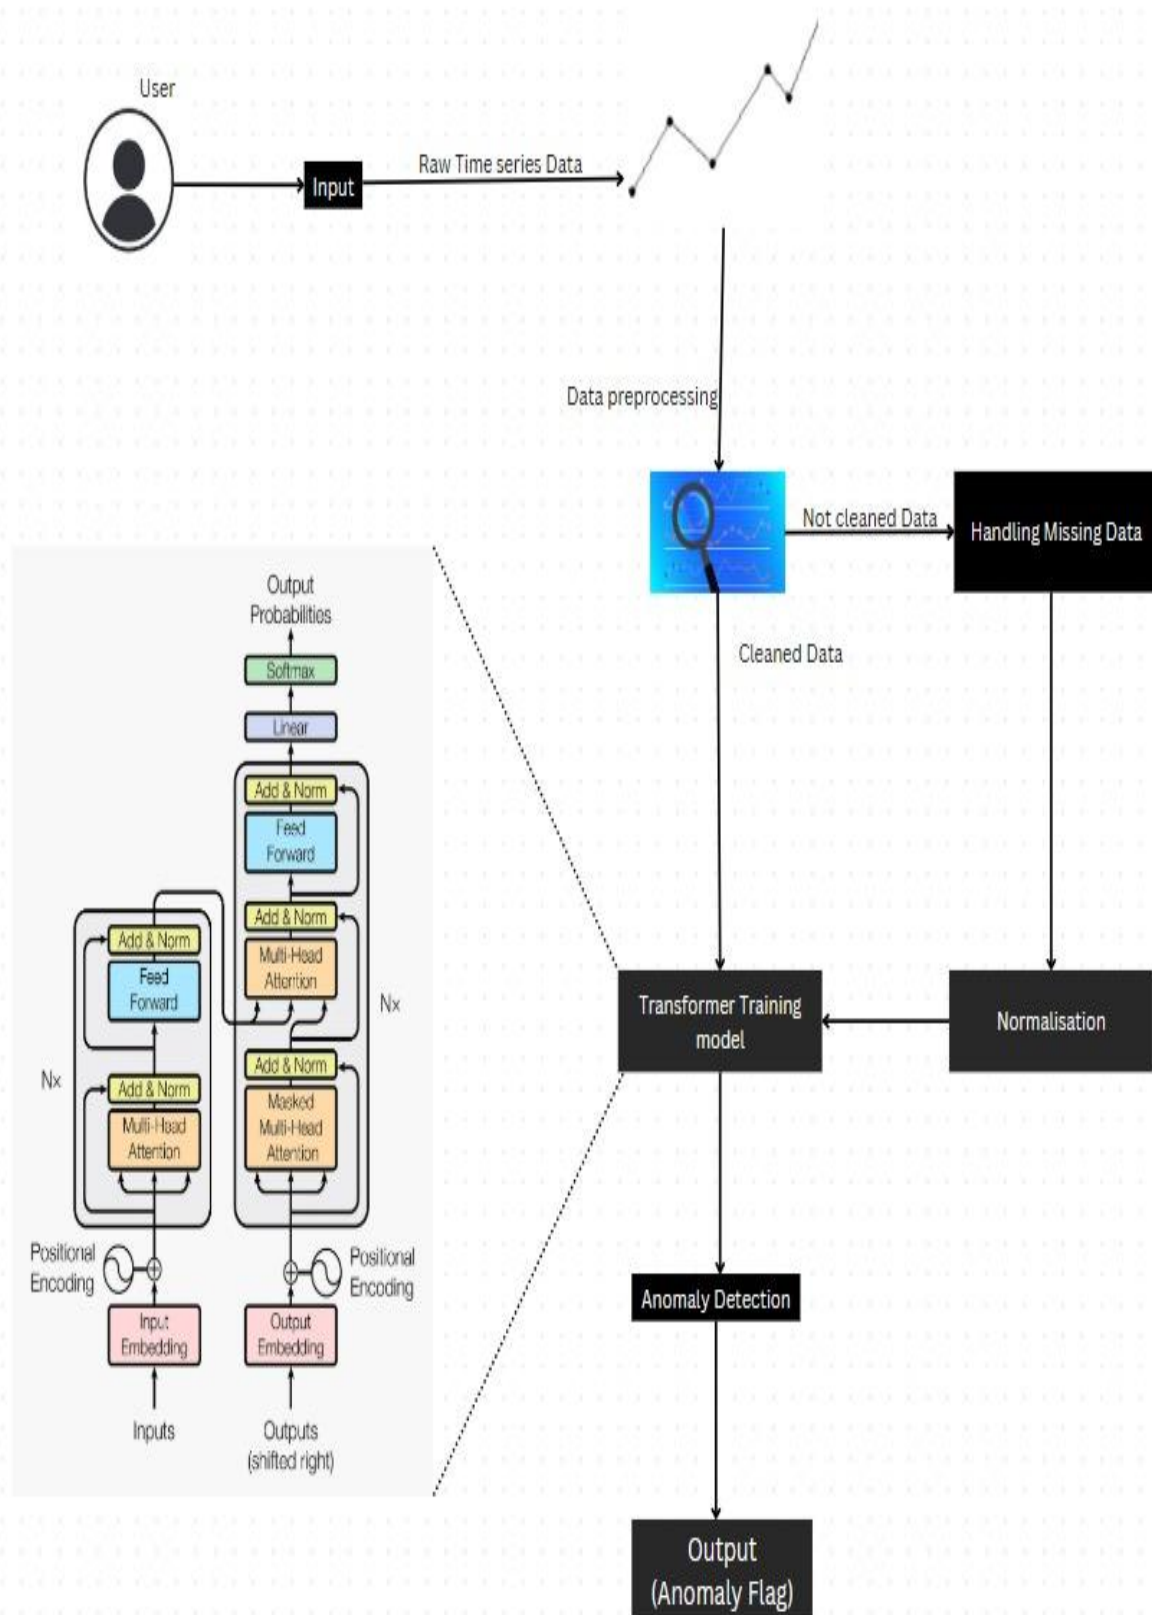 User
Input
Raw Time series Data
Data preprocessing
Not cleaned Data
Handling Missing Data
Cleaned Data
Transformer Training
model
Normalisation
Anomaly Detection
Output
(Anomaly Flag)
Output
Probabilities
Softmax
Linear
Add & Norm
Feed
Forward
Add & Norm
Multi-Head
Attention
Nx
Add & Norm
Masked
Multi-Head
Attention
Add & Norm
Feed
Forward
Nx
Add & Norm
Multi-Head
Attention
Positional
Encoding
Positional
Encoding
Input
Embedding
Output
Embedding
Inputs
Outputs
(shifted right)